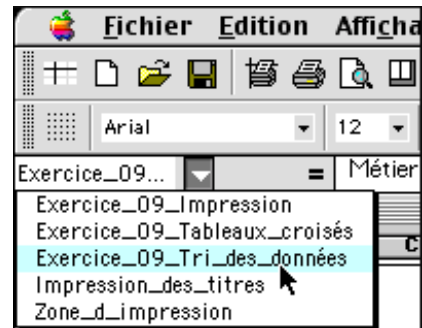 Fichier Edition Afficha
Arial 12
Exercice_09... = Métier
Exercice_09_Impression
Exercice_09_Tableaux_croisés
C
Exercice_09_Tri_des_données
Impression_des_titres
Zone_d_impression